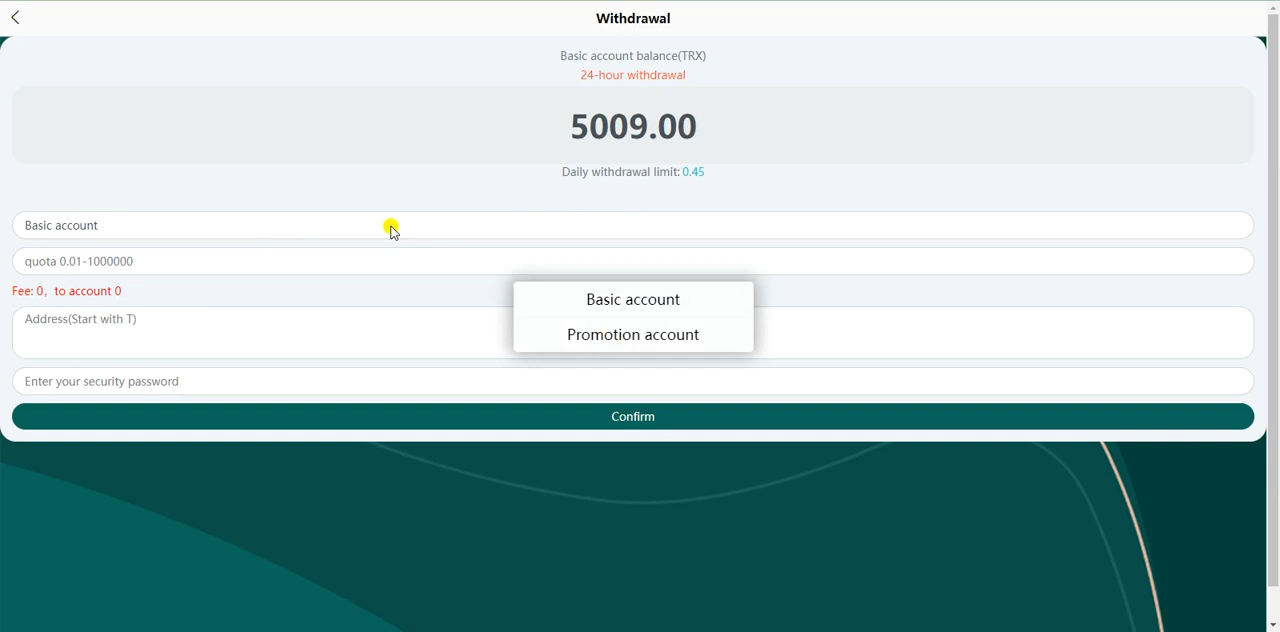 Withdrawal
Basic account balance(TRX)
24-hour withdrawal
5009.00
Daily withdrawal limit: 0.45
Basic account
quota 0.01-1000000
Fee: 0, to account 0
Basic account
Address(Start with T)
Promotion account
Enter your security password
Confirm